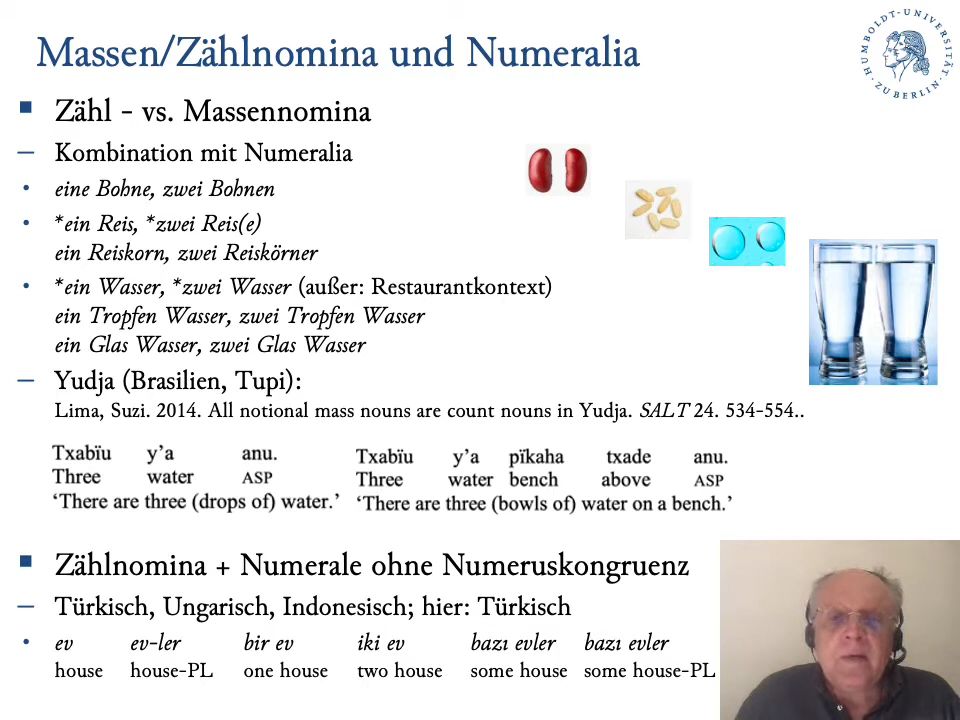 Massen/Zählnomina und Numeralia
HUMBOLDT-UNIVERSITÄT ZU BERLIN
Zähl - vs. Massennomina
Kombination mit Numeralia
eine Bohne, zwei Bohnen
*ein Reis, *zwei Reis(e)
ein Reiskorn, zwei Reiskörner
*ein Wasser, *zwei Wasser (außer: Restaurantkontext)
ein Tropfen Wasser, zwei Tropfen Wasser
ein Glas Wasser, zwei Glas Wasser
Yudja (Brasilien, Tupi):
Lima, Suzi. 2014. All notional mass nouns are count nouns in Yudja. SALT 24. 534-554..
Txabïu y’a anu.
Three water ASP
‘There are three (drops of) water.’
Txabïu y’a pïkaha txade anu.
Three water bench above ASP
‘There are three (bowls of) water on a bench.’
Zählnomina + Numerale ohne Numeruskongruenz
Türkisch, Ungarisch, Indonesisch; hier: Türkisch
ev ev-ler bir ev iki ev bazı evler bazı evler
house house-PL one house two house some house some house-PL